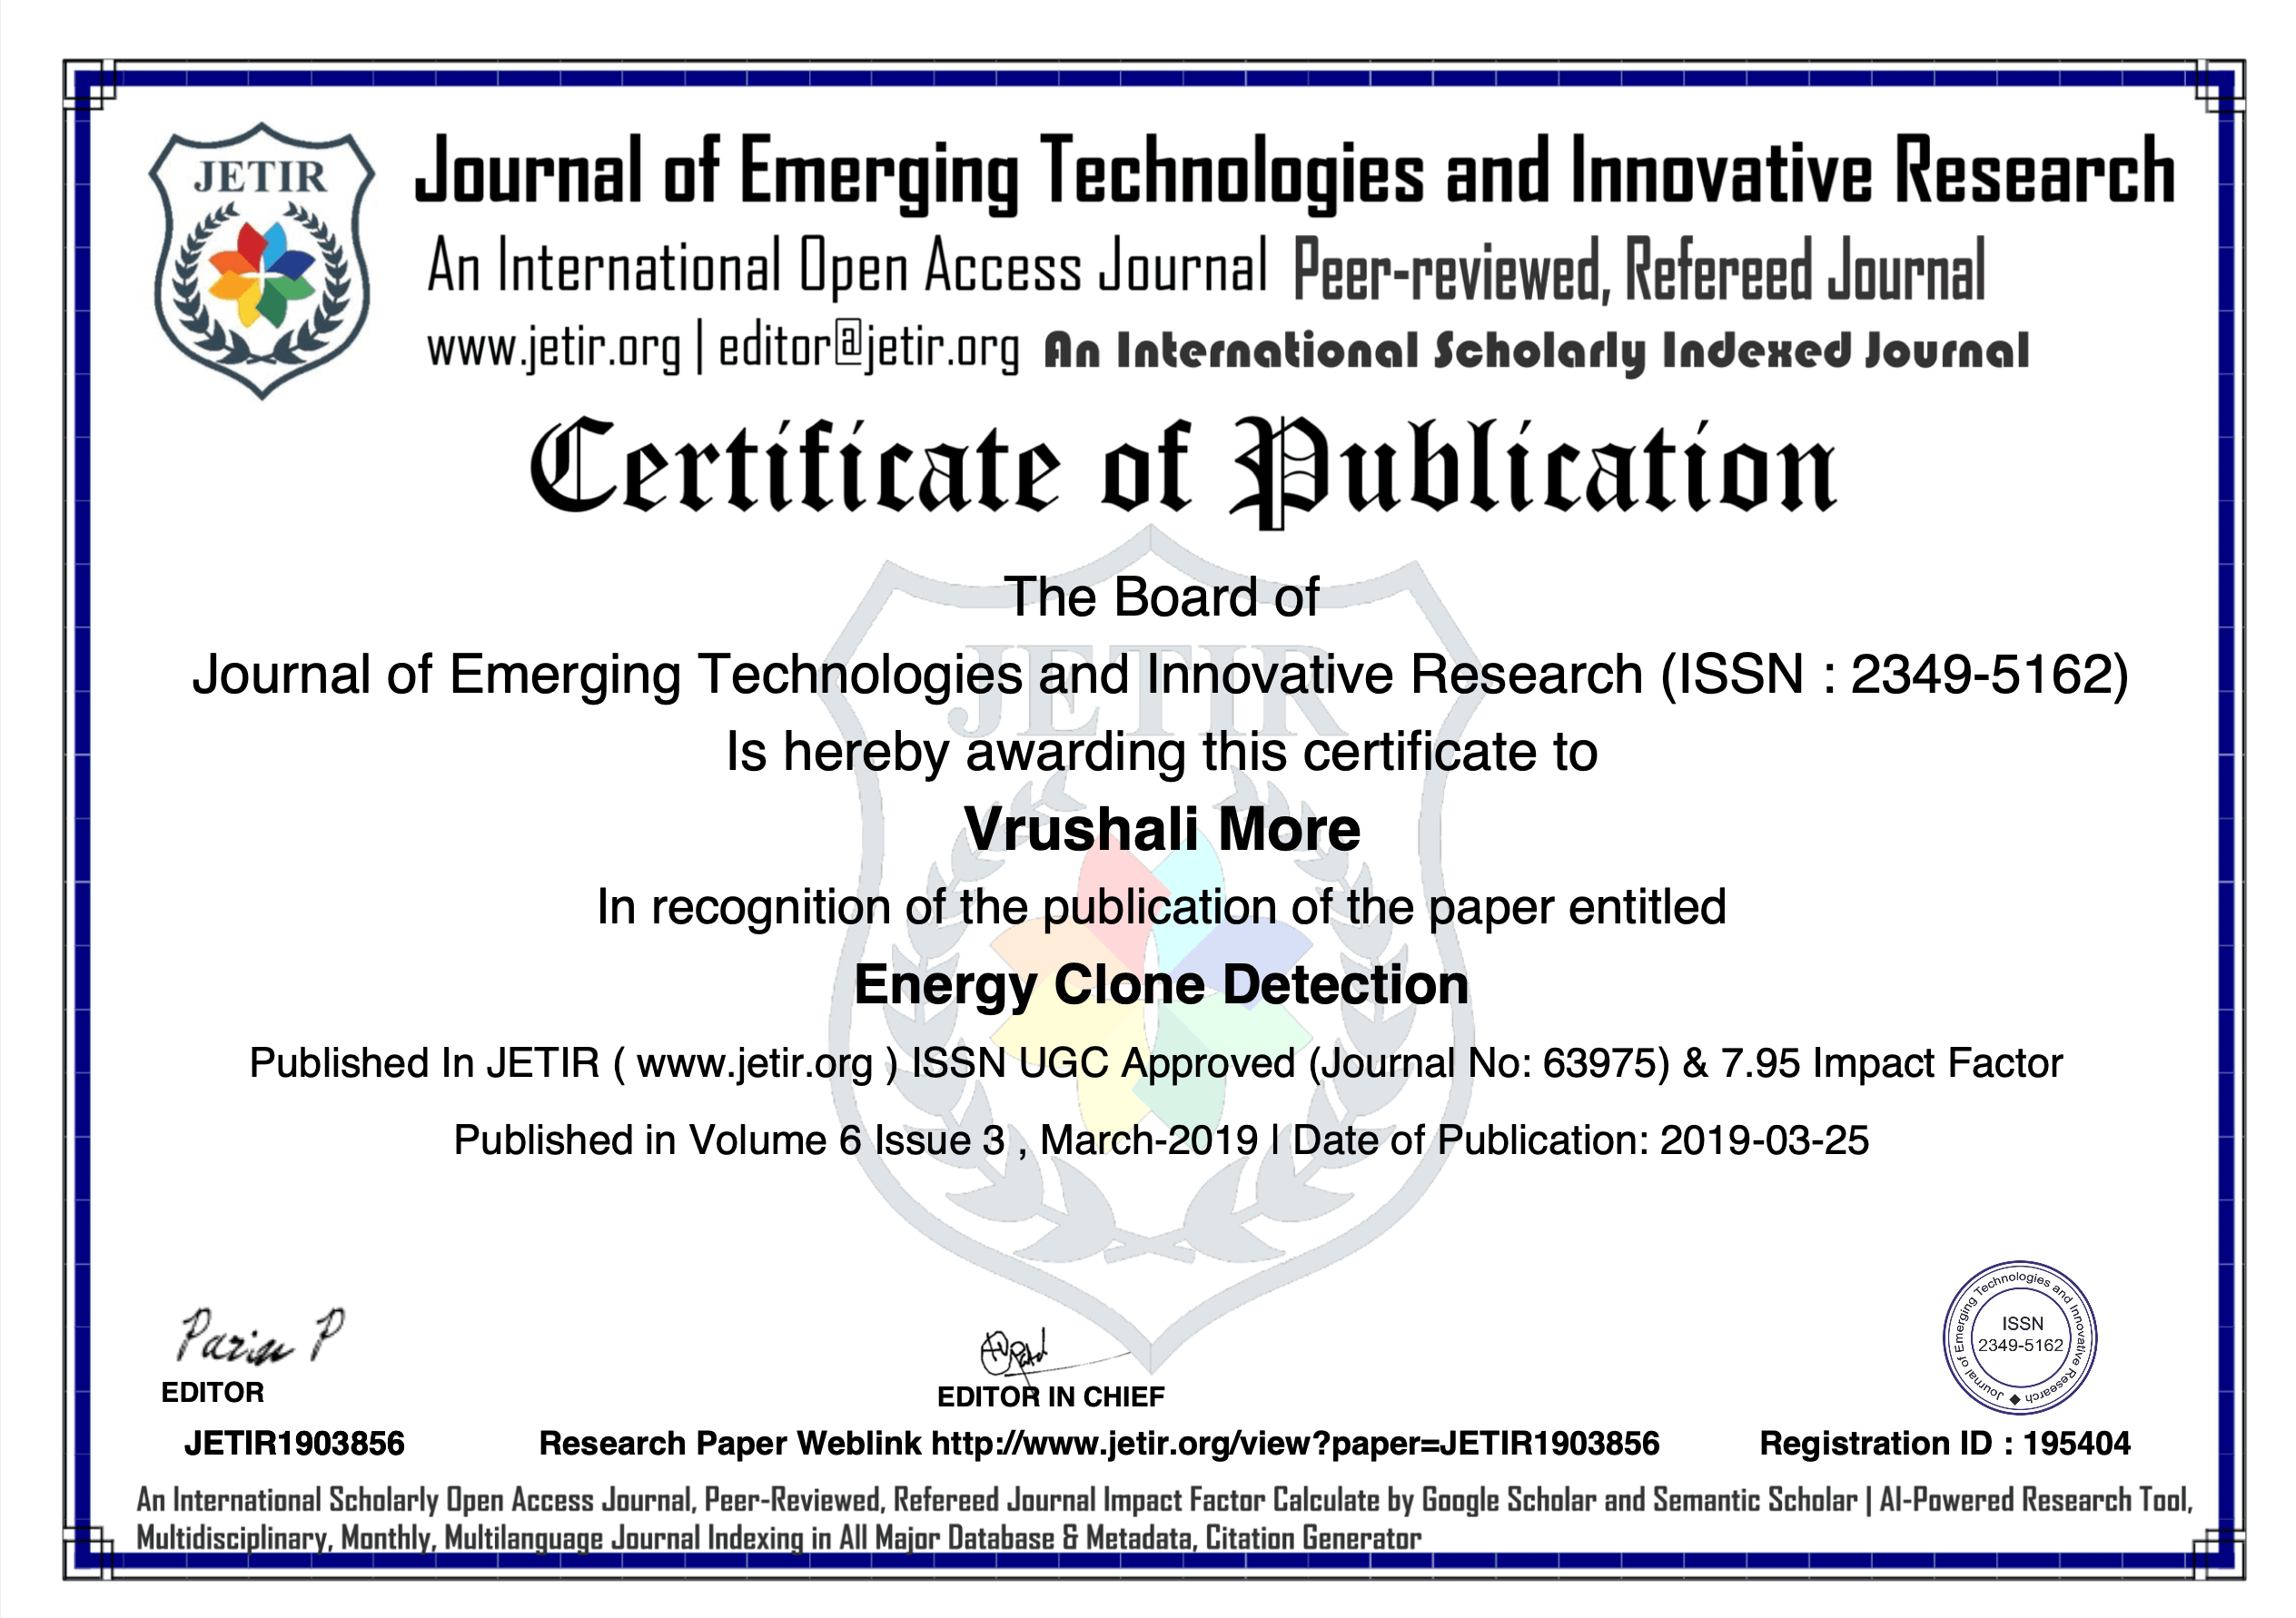 JETIR
Journal of Emerging Technologies and Innovative Research
An International Open Access Journal Peer-reviewed, Refereed Journal
www.jetir.org | editor@jetir.org An International Scholarly Indexed Journal
Certificate of Publication
The Board of
JETIR
Journal of Emerging Technologies and Innovative Research (ISSN : 2349-5162)
Is hereby awarding this certificate to
Vrushali More
In recognition of the publication of the paper entitled
Energy Clone Detection
Published In JETIR ( www.jetir.org ) ISSN UGC Approved (Journal No: 63975) & 7.95 Impact Factor
Published in Volume 6 Issue 3 , March-2019 | Date of Publication: 2019-03-25
EDITOR
EDITOR IN CHIEF
Journal of Emerging Technologies and Innovative Research
ISSN
2349-5162
JETIR1903856 Research Paper Weblink http://www.jetir.org/view?paper=JETIR1903856 Registration ID : 195404
An International Scholarly Open Access Journal, Peer-Reviewed, Refereed Journal Impact Factor Calculate by Google Scholar and Semantic Scholar | AI-Powered Research Tool,
Multidisciplinary, Monthly, Multilanguage Journal Indexing in All Major Database & Metadata, Citation Generator